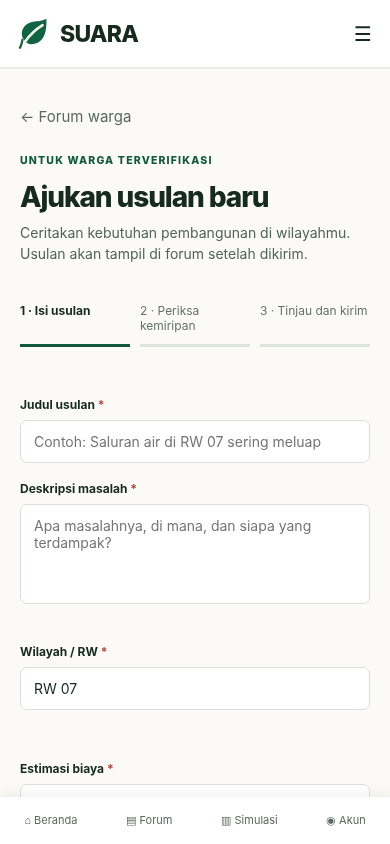 SUARA
☰
← Forum warga
UNTUK WARGA TERVERIFIKASI
Ajukan usulan baru
Ceritakan kebutuhan pembangunan di wilayahmu.
Usulan akan tampil di forum setelah dikirim.
1 · Isi usulan
2 · Periksa
kemiripan
3 · Tinjau dan kirim
Judul usulan *
Contoh: Saluran air di RW 07 sering meluap
Deskripsi masalah *
Apa masalahnya, di mana, dan siapa yang
terdampak?
Wilayah / RW *
RW 07
Estimasi biaya *
⌂ Beranda
▤ Forum
▥ Simulasi
◉ Akun